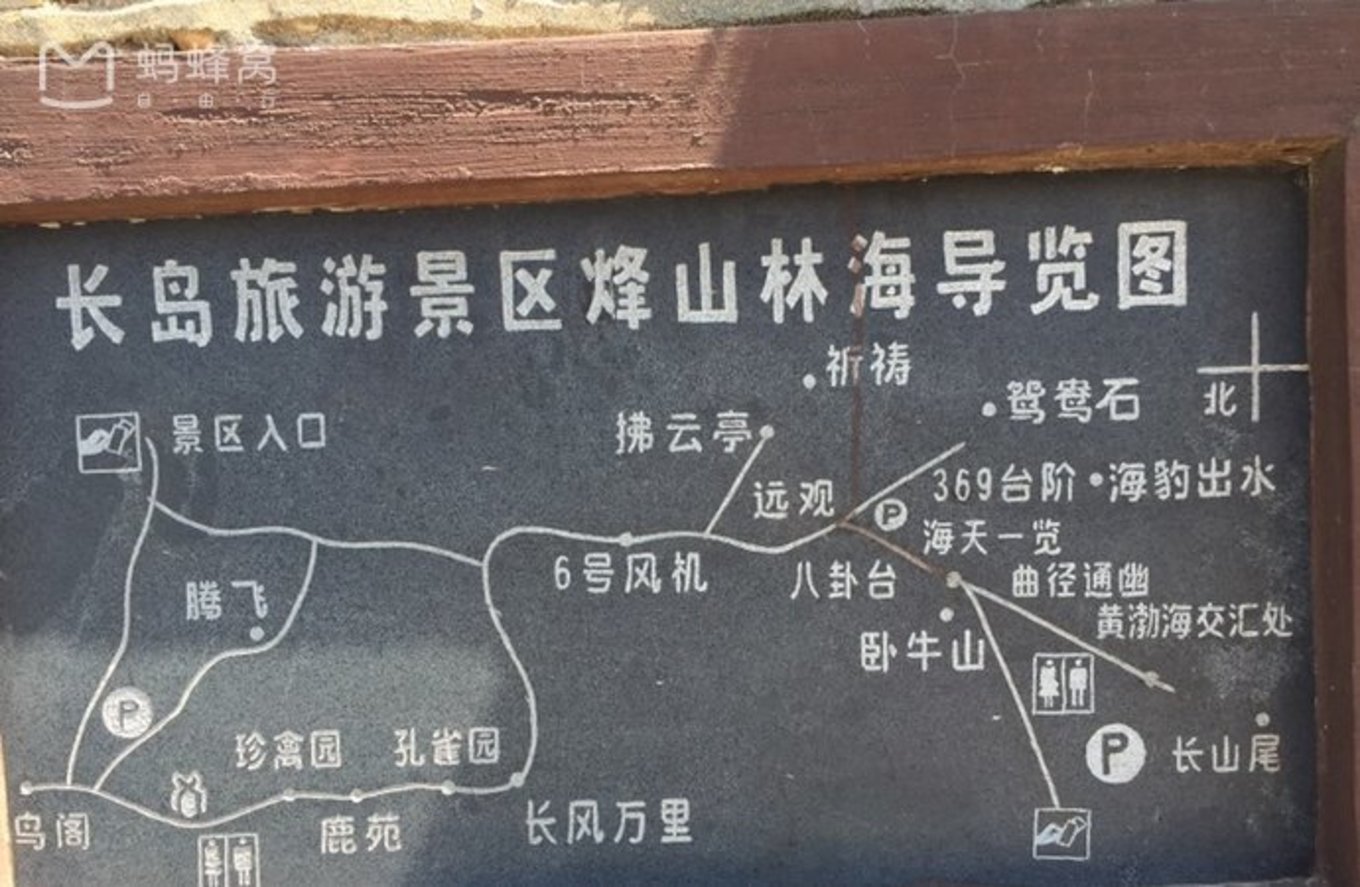 蚂蜂窝
自·由·行
长岛旅游景区烽山林海导览图
祈祷
鸳鸯石
北
景区入口
拂云亭
369台阶
海豹出水
远观
P
海天一览
6号风机
八卦台
曲径通幽
腾飞
黄渤海交汇处
卧牛山
P
珍禽园
孔雀园
P
长山尾
鸟阁
鹿苑
长风万里